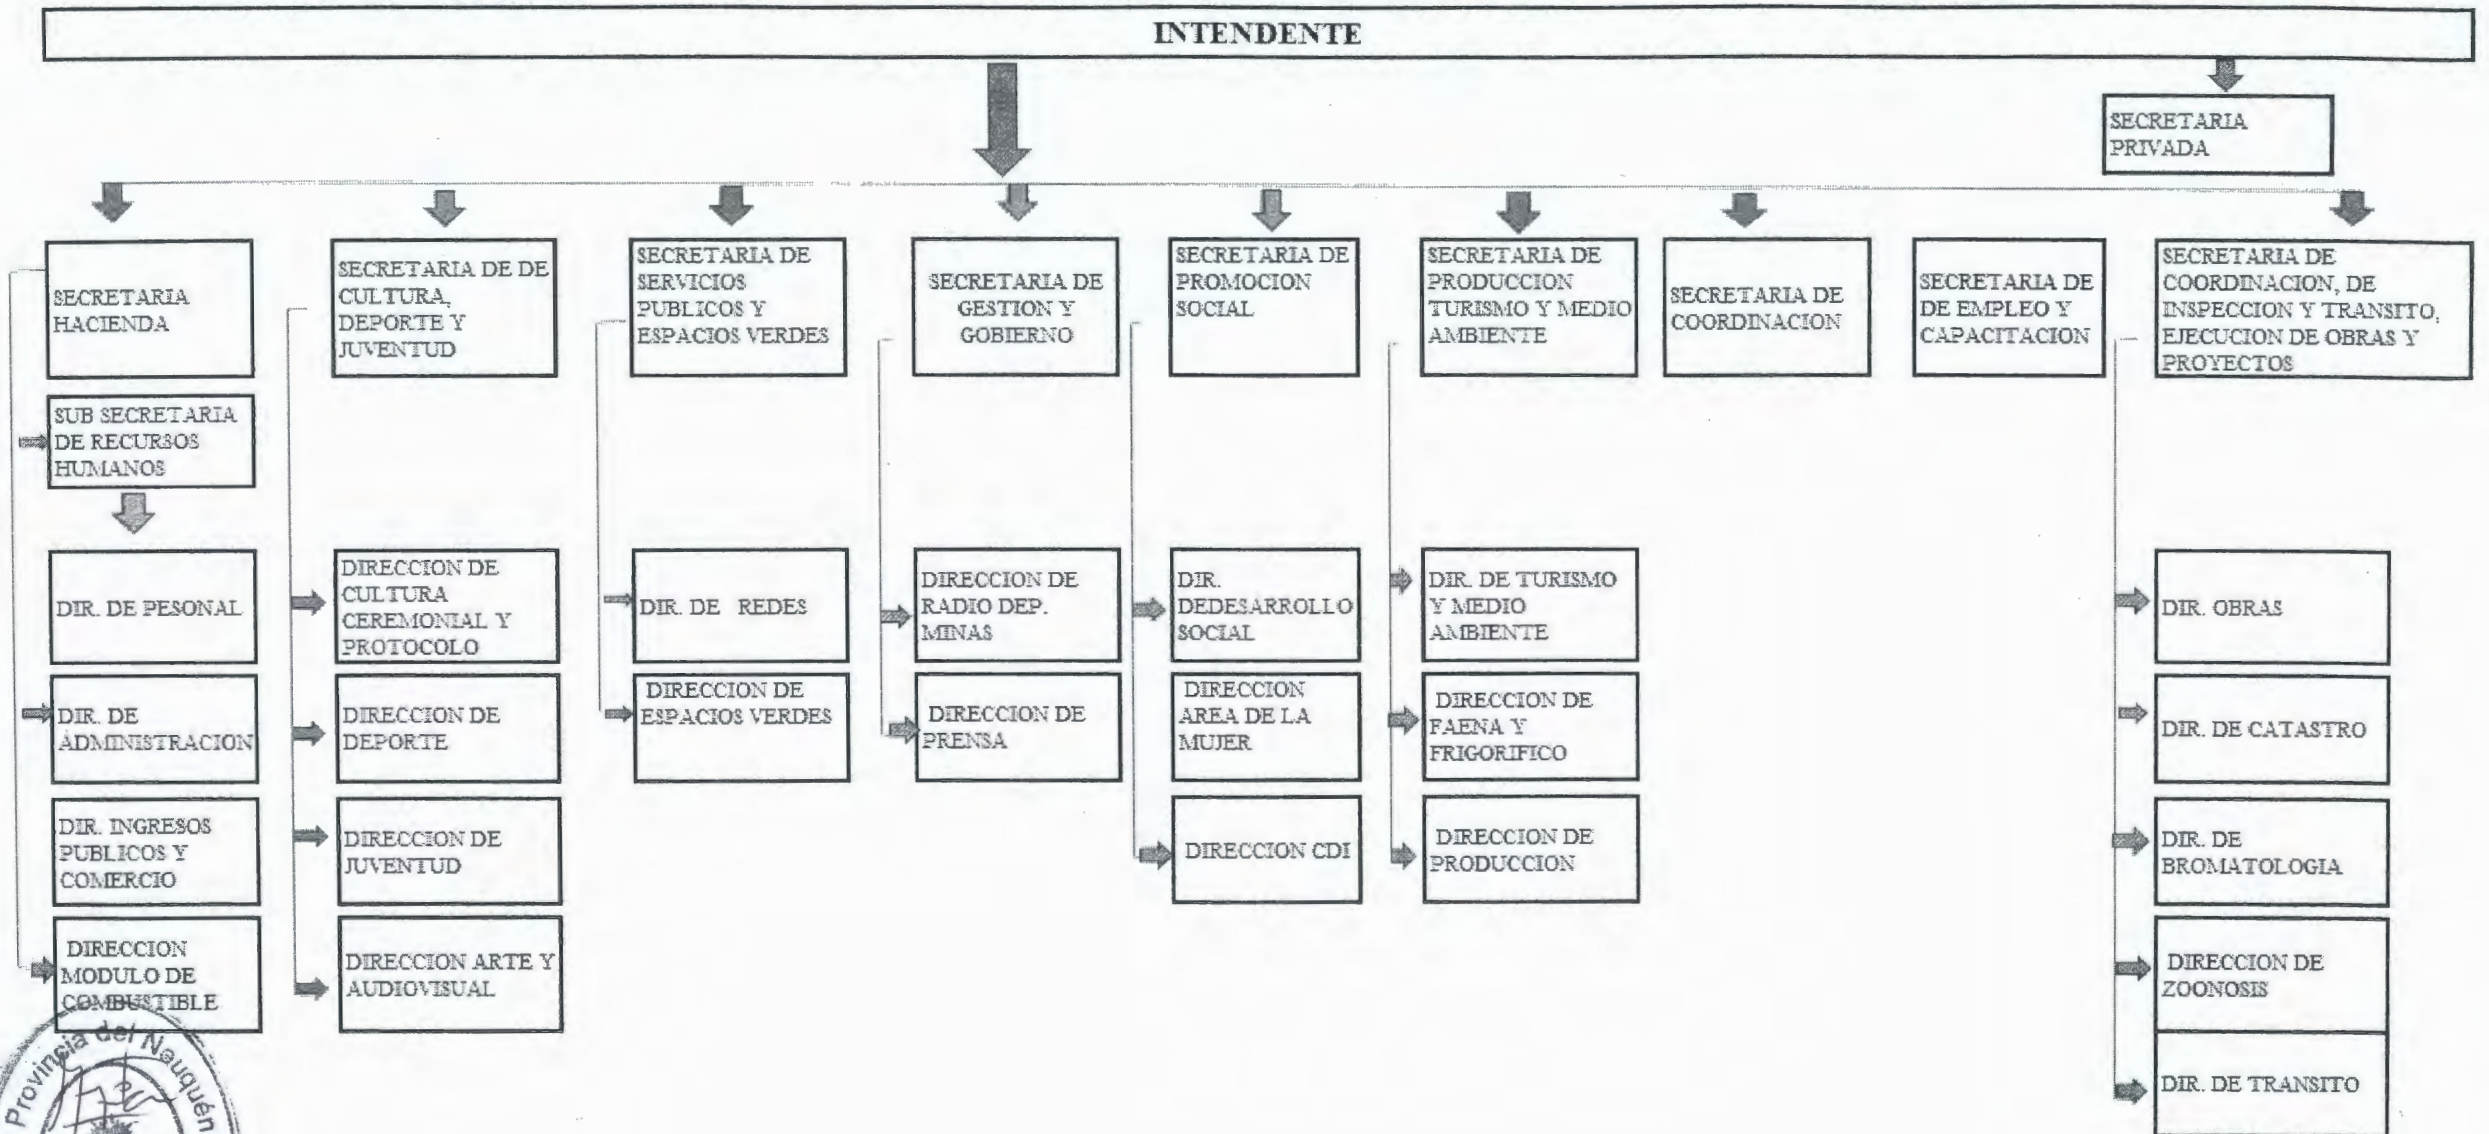 INTENDENTE
SECRETARIA
PRIVADA
SECRETARIA
HACIENDA
SECRETARIA DE DE
CULTURA,
DEPORTE Y
JUVENTUD
SECRETARIA DE
SERVICIOS
PUBLICOS Y
ESPACIOS VERDES
SECRETARIA DE
GESTION Y
GOBIERNO
SECRETARIA DE
PROMOCION
SOCIAL
SECRETARIA DE
PRODUCCION
TURISMO Y MEDIO
AMBIENTE
SECRETARIA DE
COORDINACION
SECRETARIA DE
DE EMPLEO Y
CAPACITACION
SECRETARIA DE
COORDINACION, DE
INSPECCION Y TRANSITO,
EJECUCION DE OBRAS Y
PROYECTOS
SUB SECRETARIA
DE RECURSOS
HUMANOS
DIR. DE PESONAL
DIRECCION DE
CULTURA
CEREMONIAL Y
PROTOCOLO
DIR. DE REDES
DIRECCION DE
RADIO DEP.
MINAS
DIR.
DEDESARROLLO
SOCIAL
DIR. DE TURISMO
Y MEDIO
AMBIENTE
DIR. OBRAS
DIR. DE
ADMINISTRACION
DIRECCION DE
DEPORTE
DIRECCION DE
ESPACIOS VERDES
DIRECCION DE
PRENSA
DIRECCION
AREA DE LA
MUJER
DIRECCION DE
FAENA Y
FRIGORIFICO
DIR. DE CATASTRO
DIR. INGRESOS
PUBLICOS Y
COMERCIO
DIRECCION DE
JUVENTUD
DIRECCION CDI
DIRECCION DE
PRODUCCION
DIR. DE
BROMATOLOGIA
DIRECCION
MODULO DE
COMBUSTIBLE
DIRECCION ARTE Y
AUDIOVISUAL
DIRECCION DE
ZOONOSIS
DIR. DE TRANSITO
Provincia del Neuquén